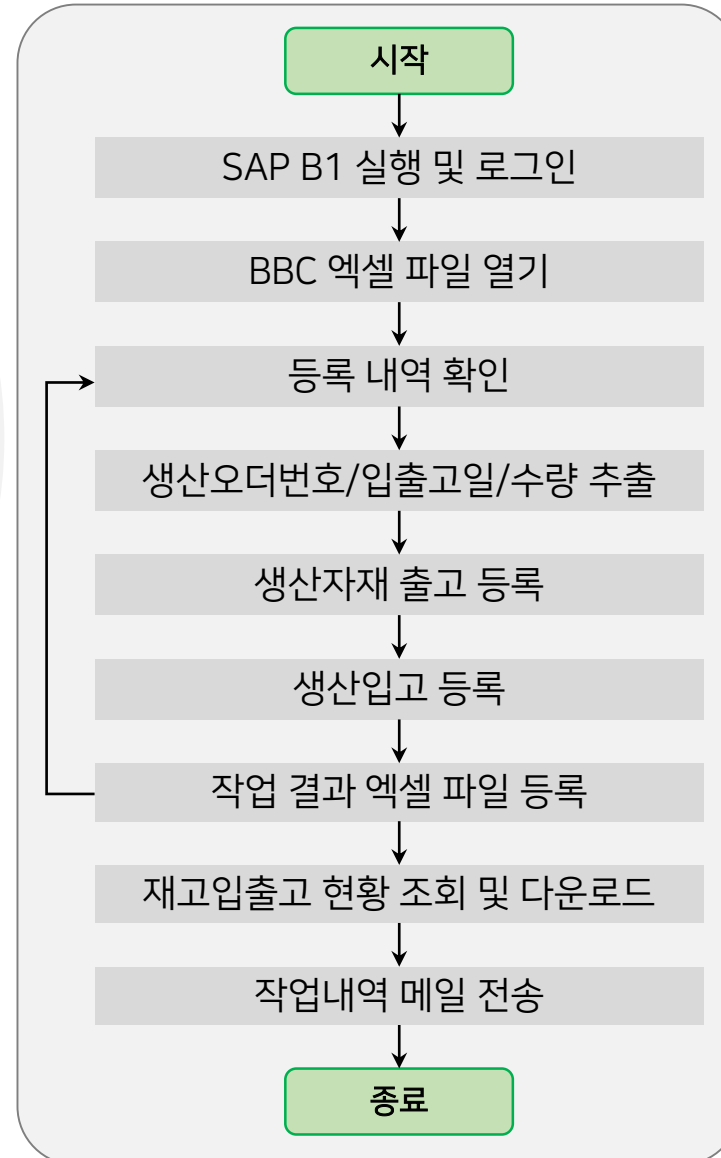 시작
SAP B1 실행 및 로그인
BBC 엑셀 파일 열기
등록 내역 확인
생산오더번호/입출고일/수량 추출
생산자재 출고 등록
생산입고 등록
작업 결과 엑셀 파일 등록
재고입출고 현황 조회 및 다운로드
작업내역 메일 전송
종료